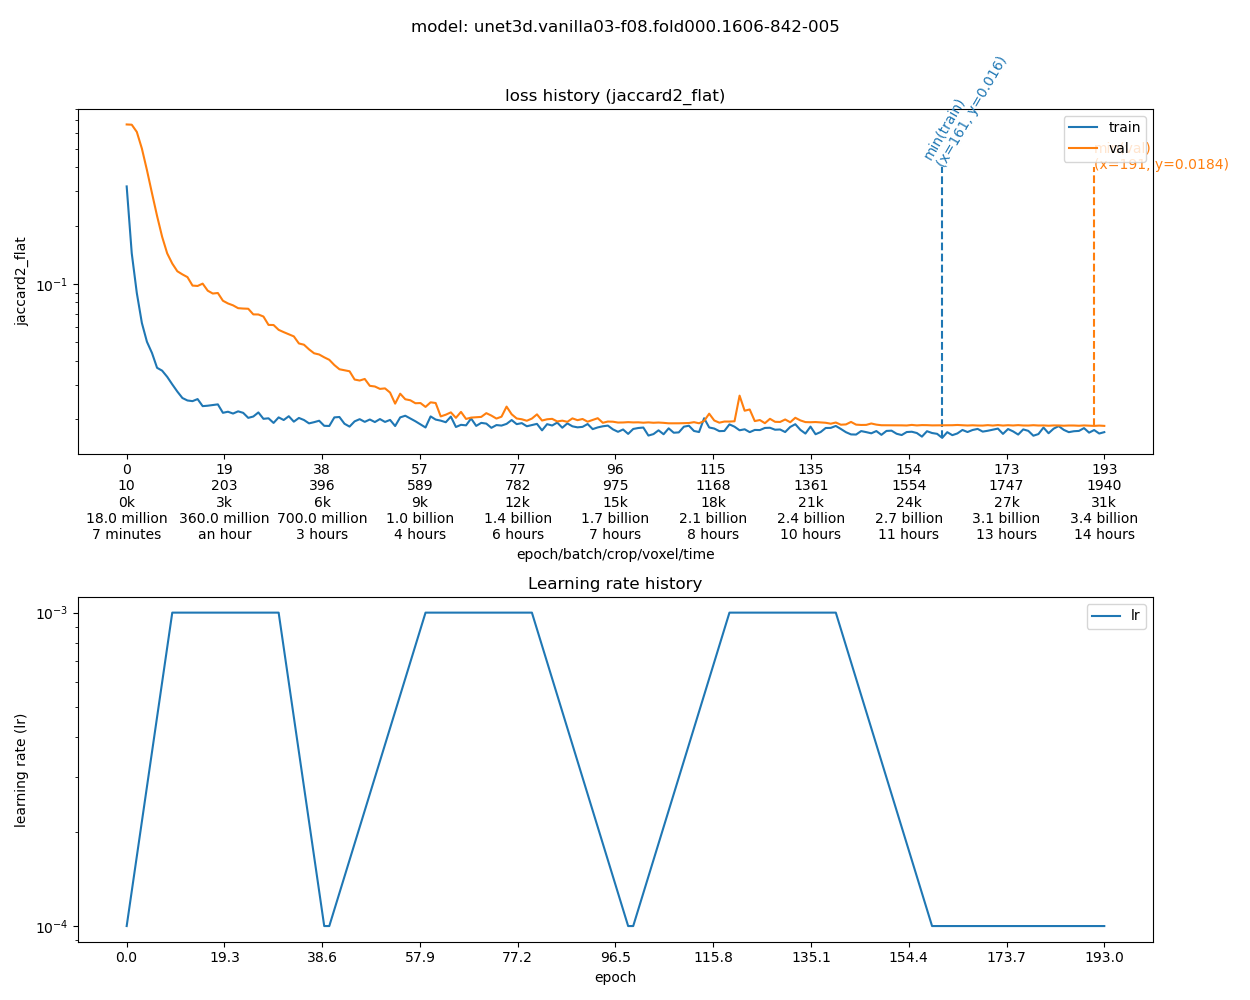 model: unet3d.vanilla03-f08.fold000.1606-842-005
loss history (jaccard2_flat)
min(train)
(x=161, y=0.016)
train
val
(x=191, y=0.0184)
jaccard2_flat
10⁻¹
0 19 38 57 77 96 115 135 154 173 193
10 203 396 589 782 975 1168 1361 1554 1747 1940
0k 3k 6k 9k 12k 15k 18k 21k 24k 27k 31k
18.0 million 360.0 million 700.0 million 1.0 billion 1.4 billion 1.7 billion 2.1 billion 2.4 billion 2.7 billion 3.1 billion 3.4 billion
7 minutes an hour 3 hours 4 hours 6 hours 7 hours 8 hours 10 hours 11 hours 13 hours 14 hours
epoch/batch/crop/voxel/time
Learning rate history
10⁻³
lr
learning rate (lr)
10⁻⁴
0.0 19.3 38.6 57.9 77.2 96.5 115.8 135.1 154.4 173.7 193.0
epoch